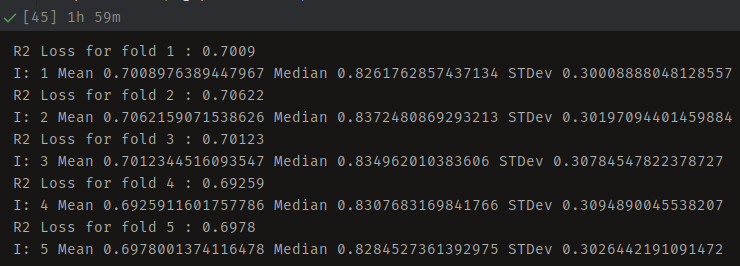 [45] 1h 59m
R2 Loss for fold 1 : 0.7009
I: 1 Mean 0.7008976389447967 Median 0.8261762857437134 STDev 0.30008888048128557
R2 Loss for fold 2 : 0.70622
I: 2 Mean 0.7062159071538626 Median 0.8372480869293213 STDev 0.30197094401459884
R2 Loss for fold 3 : 0.70123
I: 3 Mean 0.7012344516093547 Median 0.834962010383606 STDev 0.30784547822378727
R2 Loss for fold 4 : 0.69259
I: 4 Mean 0.6925911601757786 Median 0.8307683169841766 STDev 0.3094890045538207
R2 Loss for fold 5 : 0.6978
I: 5 Mean 0.6978001374116478 Median 0.8284527361392975 STDev 0.3026442191091472